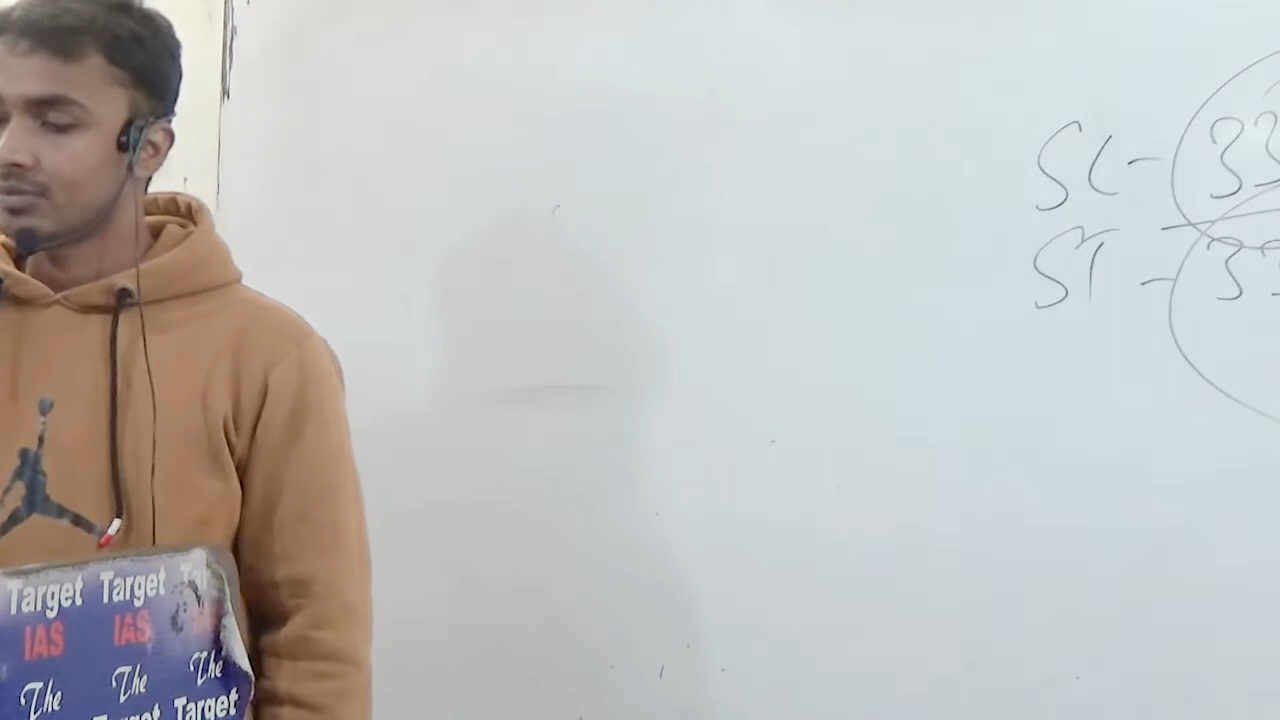 SC - 33
ST - 33
Target Target
IAS IAS
The The The
Target Target